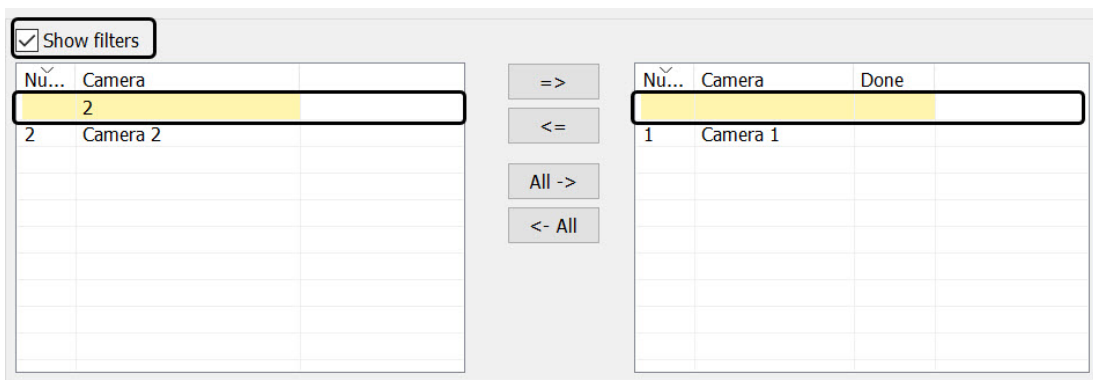 Show filters
Nu... Camera
2
2 Camera 2
=>
<=
All ->
<- All
Nu... Camera Done
1 Camera 1